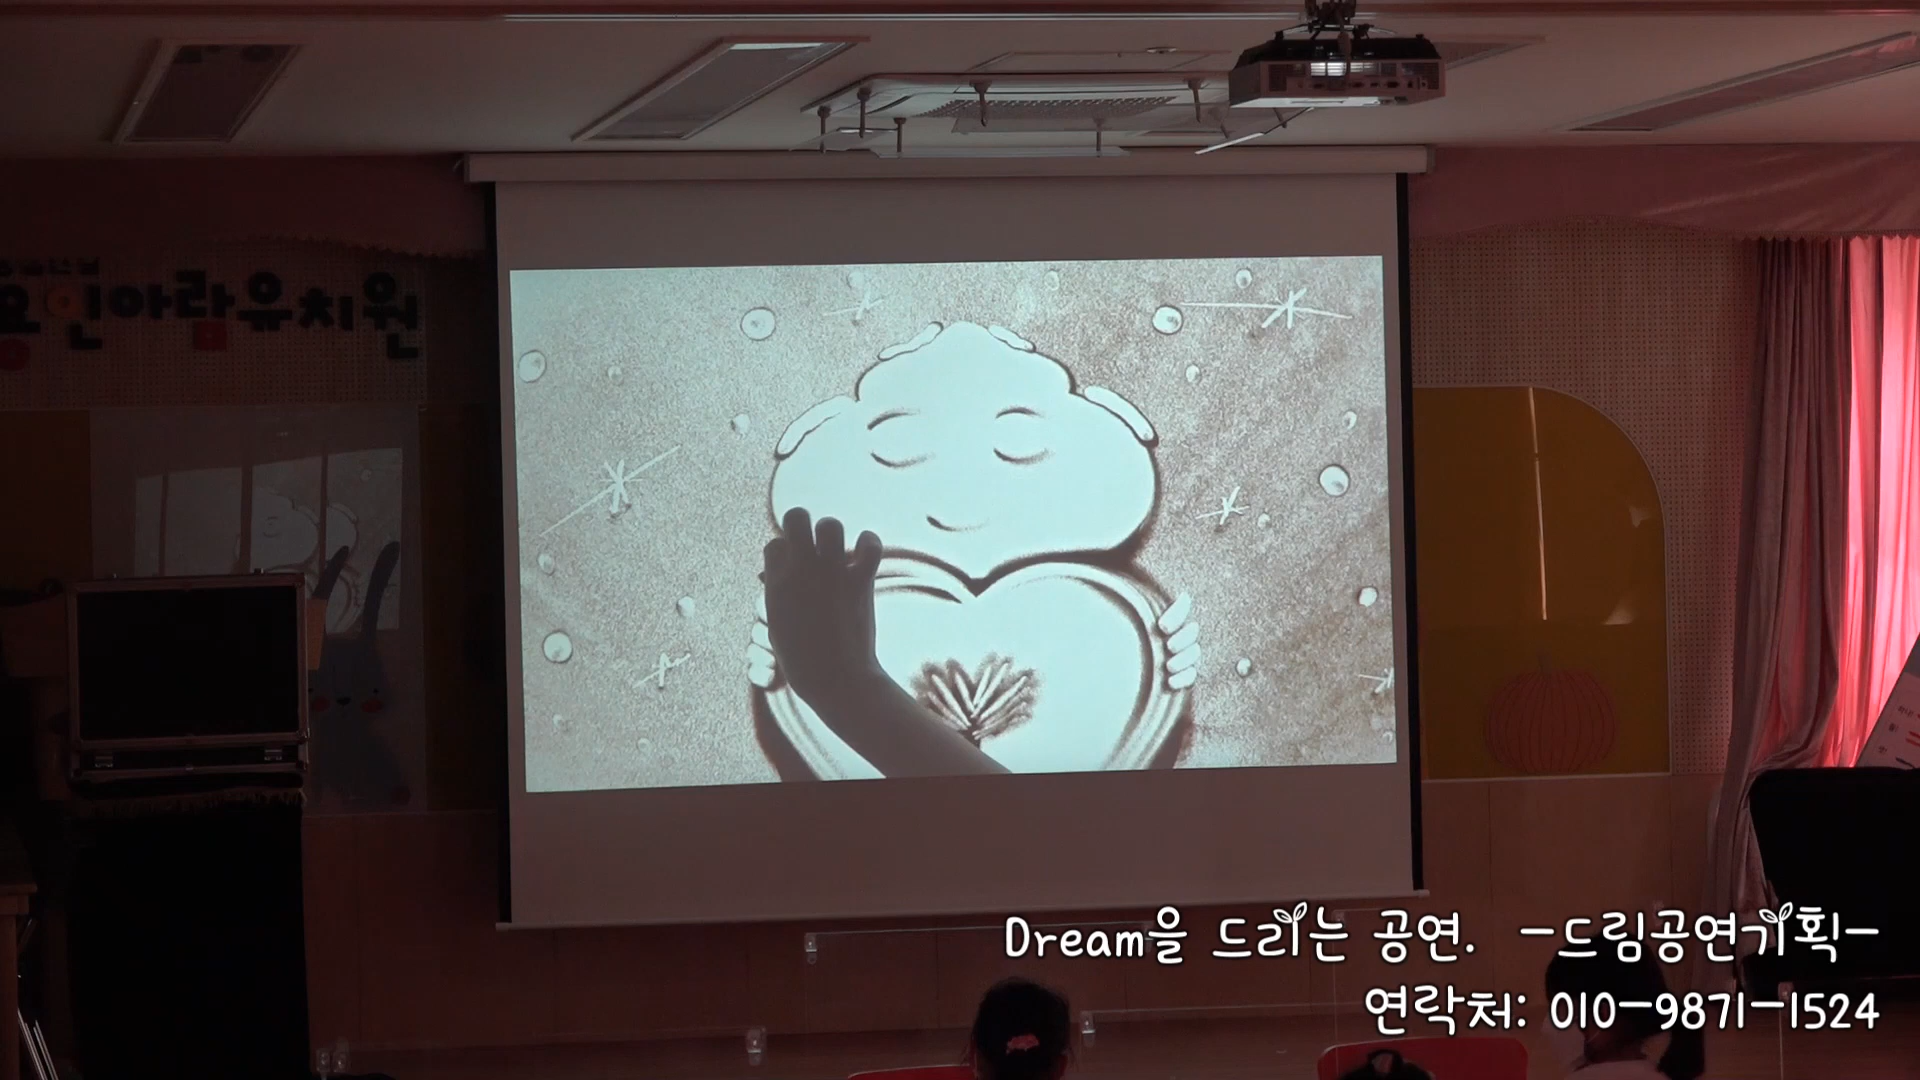 용인아람유치원
Dream을 드리는 공연. -드림공연기획-
연락처: 010-9871-1524